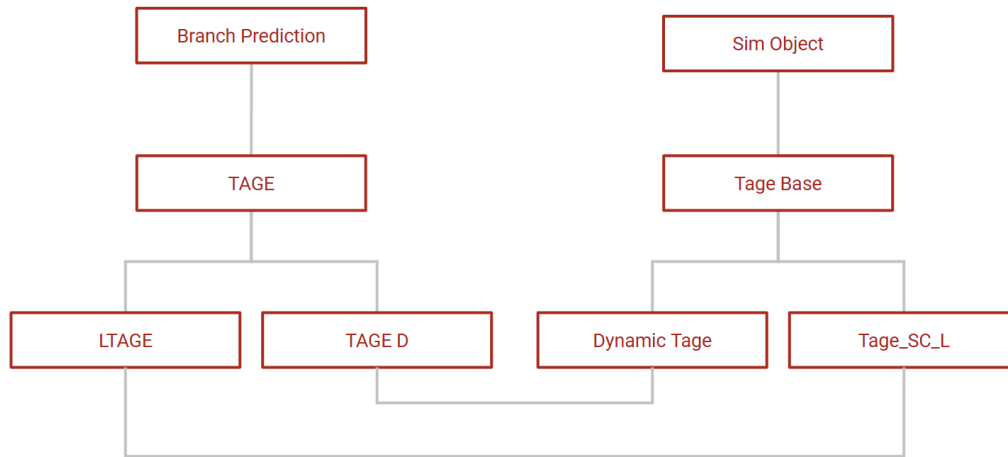 Branch Prediction
Sim Object
TAGE
Tage Base
LTAGE
TAGE D
Dynamic Tage
Tage_SC_L